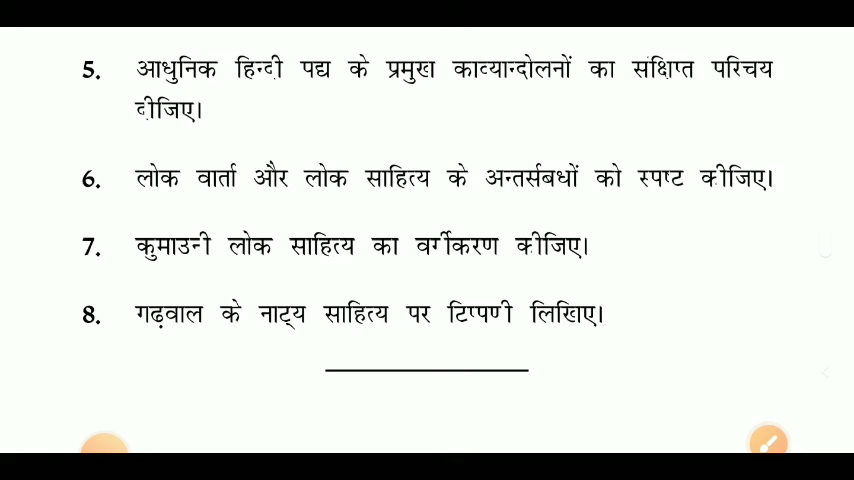 5. आधुनिक हिन्दी पद्य के प्रमुख काव्यान्दोलनों का संक्षिप्त परिचय
दीजिए।
6. लोक वार्ता और लोक साहित्य के अन्तर्सबधों को स्पष्ट कीजिए।
7. कुमाउनी लोक साहित्य का वर्गीकरण कीजिए।
8. गढ़वाल के नाट्य साहित्य पर टिप्पणी लिखिए।